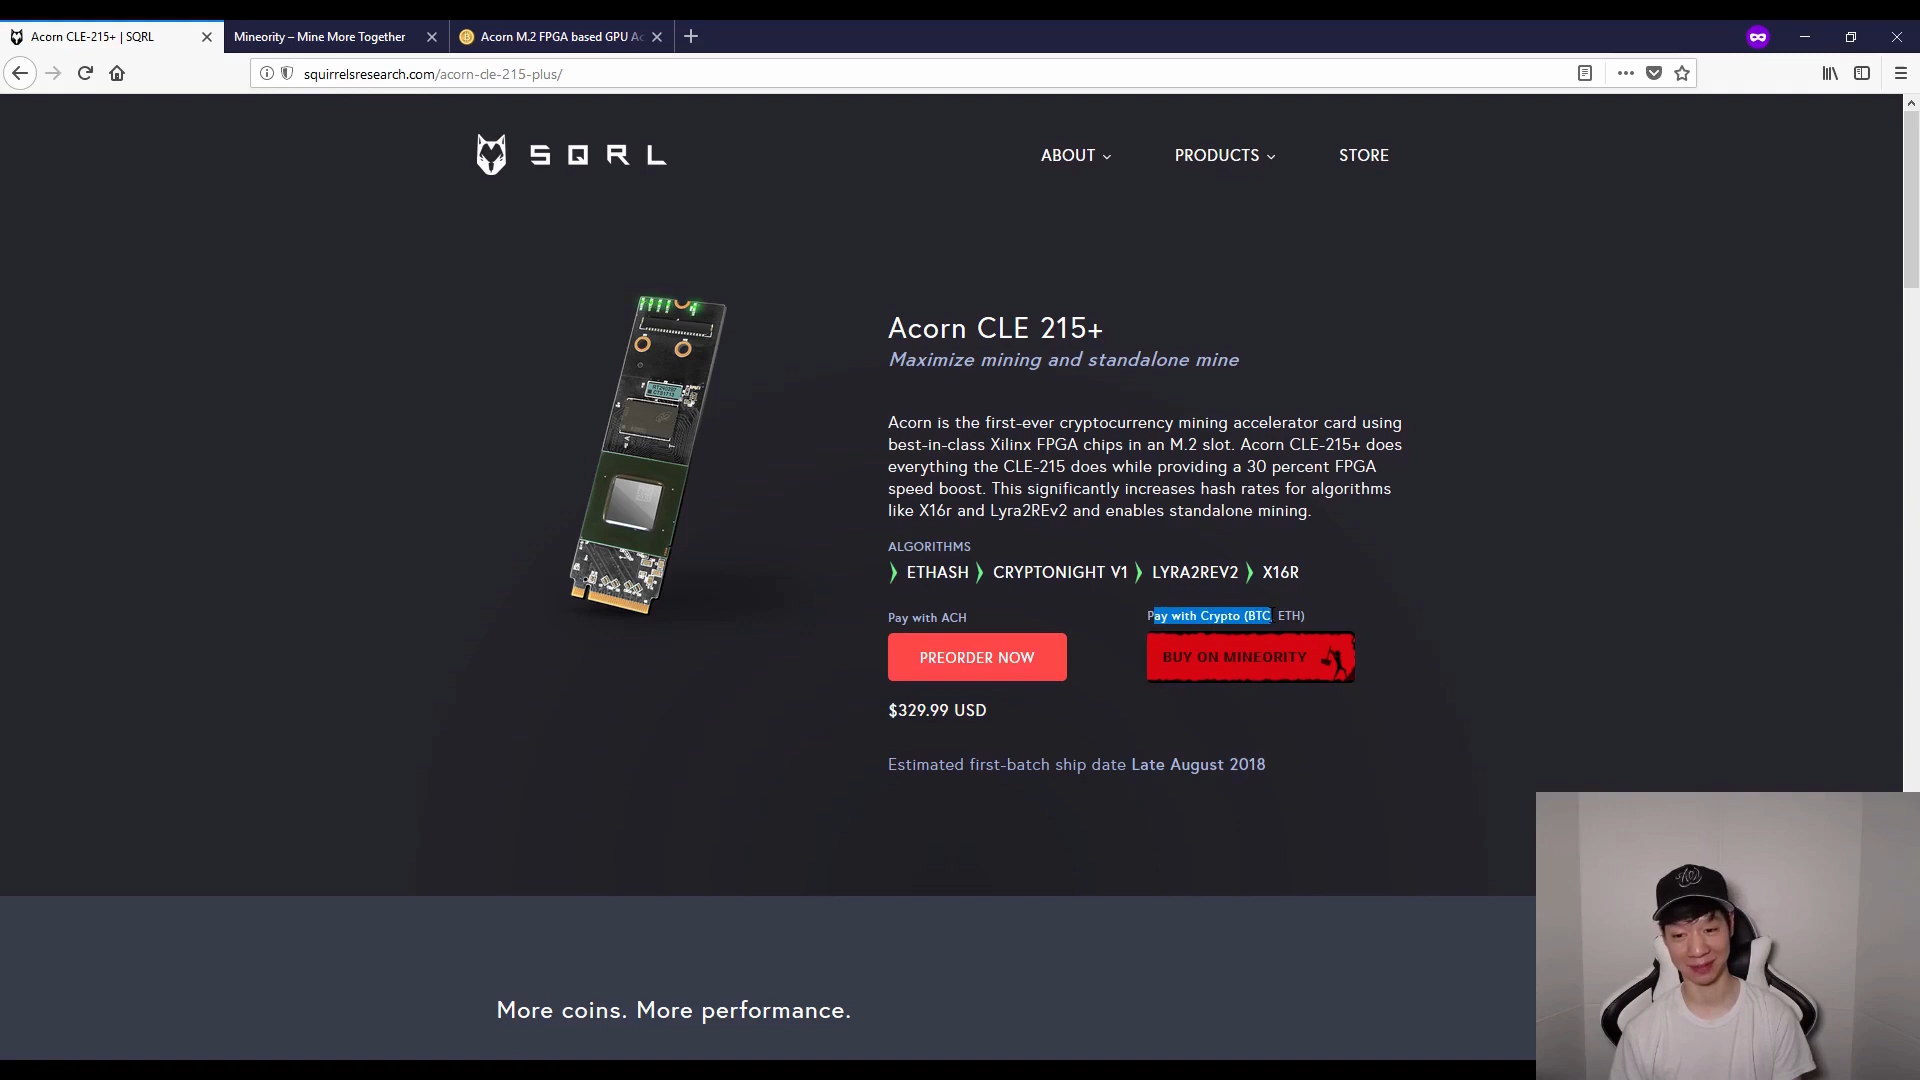 Acorn CLE-215+ | SQRL
Mineority – Mine More Together
Acorn M.2 FPGA based GPU Ac
squirrelsresearch.com/acorn-cle-215-plus/
SQRL
ABOUT
PRODUCTS
STORE
Acorn CLE 215+
Maximize mining and standalone mine
Acorn is the first-ever cryptocurrency mining accelerator card using
best-in-class Xilinx FPGA chips in an M.2 slot. Acorn CLE-215+ does
everything the CLE-215 does while providing a 30 percent FPGA
speed boost. This significantly increases hash rates for algorithms
like X16r and Lyra2REv2 and enables standalone mining.
ALGORITHMS
ETHASH CRYPTONIGHT V1 LYRA2REV2 X16R
Pay with ACH
Pay with Crypto (BTC, ETH)
PREORDER NOW
BUY ON MINEORITY
$329.99 USD
Estimated first-batch ship date Late August 2018
More coins. More performance.